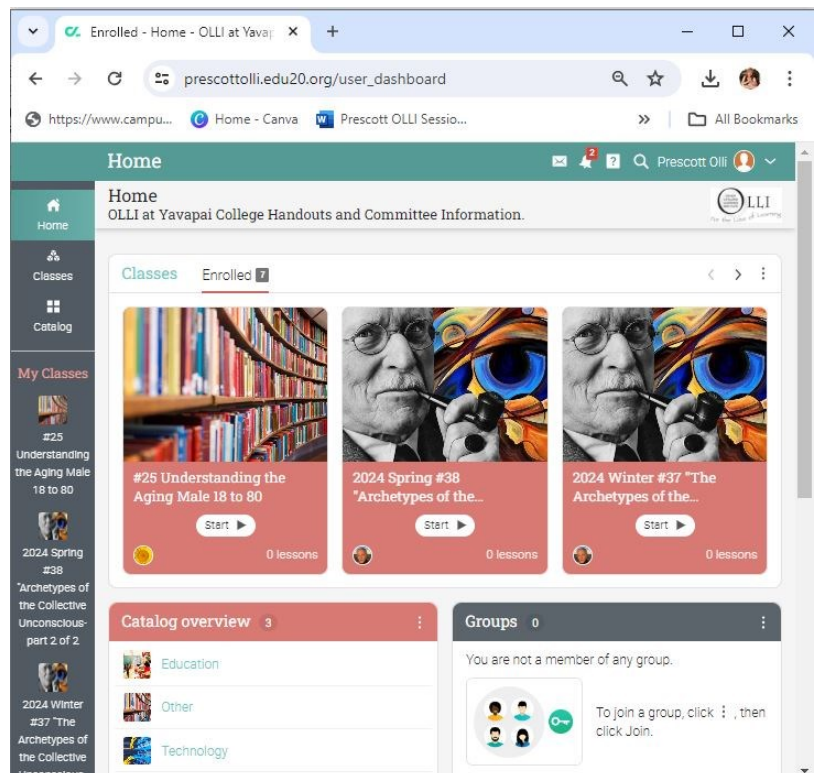 Enrolled - Home - OLLI at Yavap
prescottolli.edu20.org/user_dashboard
https://www.campu...
Home - Canva
Prescott OLLI Sessio...
All Bookmarks
Home
2
?
Prescott Olli
Home
OLLI at Yavapai College Handouts and Committee Information.
OLLI
Home
Classes
Catalog
My Classes
#25
Understanding
the Aging Male
18 to 80
2024 Spring
#38
"Archetypes of
the Collective
Unconscious-
part 2 of 2
2024 Winter
#37 "The
Archetypes of
the Collective
Classes
Enrolled 7
#25 Understanding the
Aging Male 18 to 80
Start
0 lessons
2024 Spring #38
"Archetypes of the...
Start
0 lessons
2024 Winter #37 "The
Archetypes of the...
Start
0 lessons
Catalog overview 3
Education
Other
Technology
Groups 0
You are not a member of any group.
To join a group, click ⋮ , then
click Join.